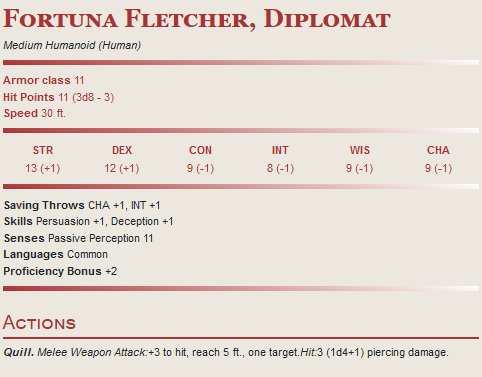 Fortuna Fletcher, Diplomat
Medium Humanoid (Human)
Armor class 11
Hit Points 11 (3d8 - 3)
Speed 30 ft.
STR DEX CON INT WIS CHA
13 (+1) 12 (+1) 9 (-1) 8 (-1) 9 (-1) 9 (-1)
Saving Throws CHA +1, INT +1
Skills Persuasion +1, Deception +1
Senses Passive Perception 11
Languages Common
Proficiency Bonus +2
Actions
Quill. Melee Weapon Attack:+3 to hit, reach 5 ft., one target.Hit:3 (1d4+1) piercing damage.